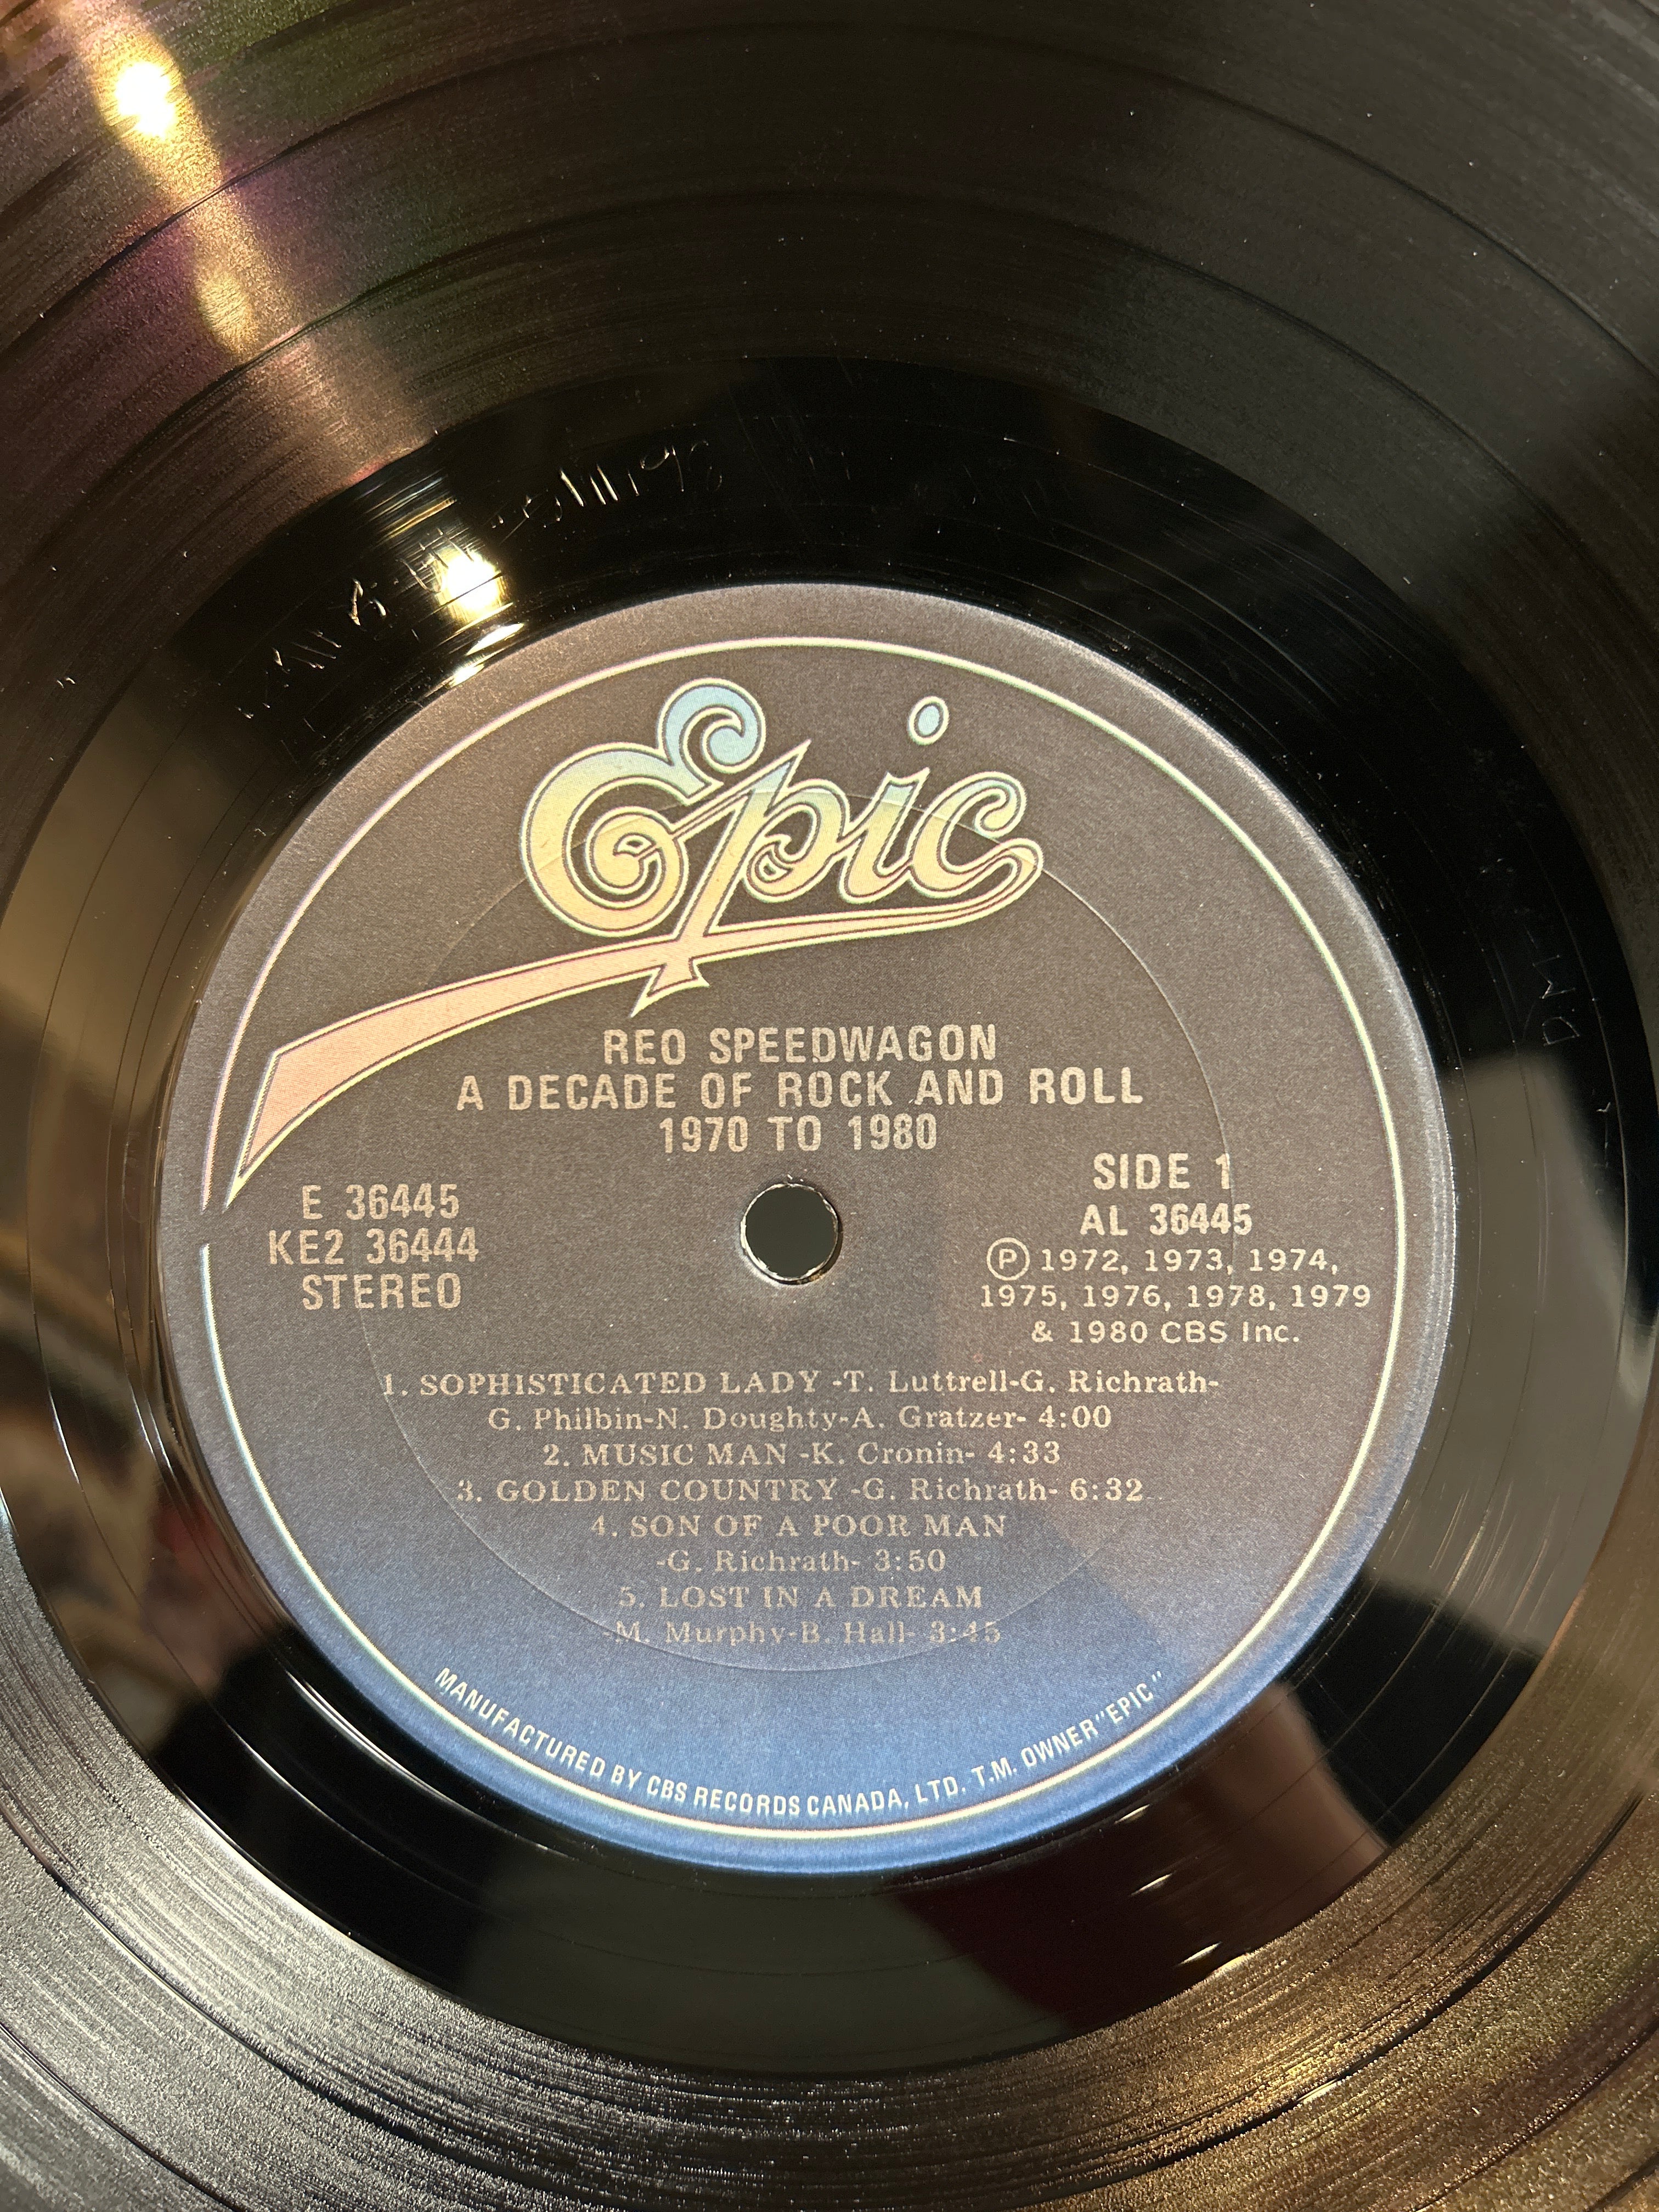 Epic
REO SPEEDWAGON
A DECADE OF ROCK AND ROLL
1970 TO 1980
E 36445
KE2 36444
STEREO
SIDE 1
AL 36445
Ⓟ 1972, 1973, 1974,
1975, 1976, 1978, 1979
& 1980 CBS Inc.
1. SOPHISTICATED LADY -T. Luttrell-G. Richrath-
G. Philbin-N. Doughty-A. Gratzer- 4:00
2. MUSIC MAN -K. Cronin- 4:33
3. GOLDEN COUNTRY -G. Richrath- 6:32
4. SON OF A POOR MAN
-G. Richrath- 3:50
5. LOST IN A DREAM
-M. Murphy-B. Hall- 3:45
MANUFACTURED BY CBS RECORDS CANADA, LTD. T.M. OWNER "EPIC"